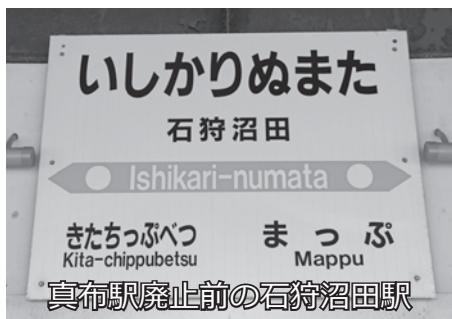 いしかりぬまた
石狩沼田
Ishikari-numata
きたちっぷべつ まっぷ
Kita-chippubetsu Mappu
真布駅廃止前の石狩沼田駅